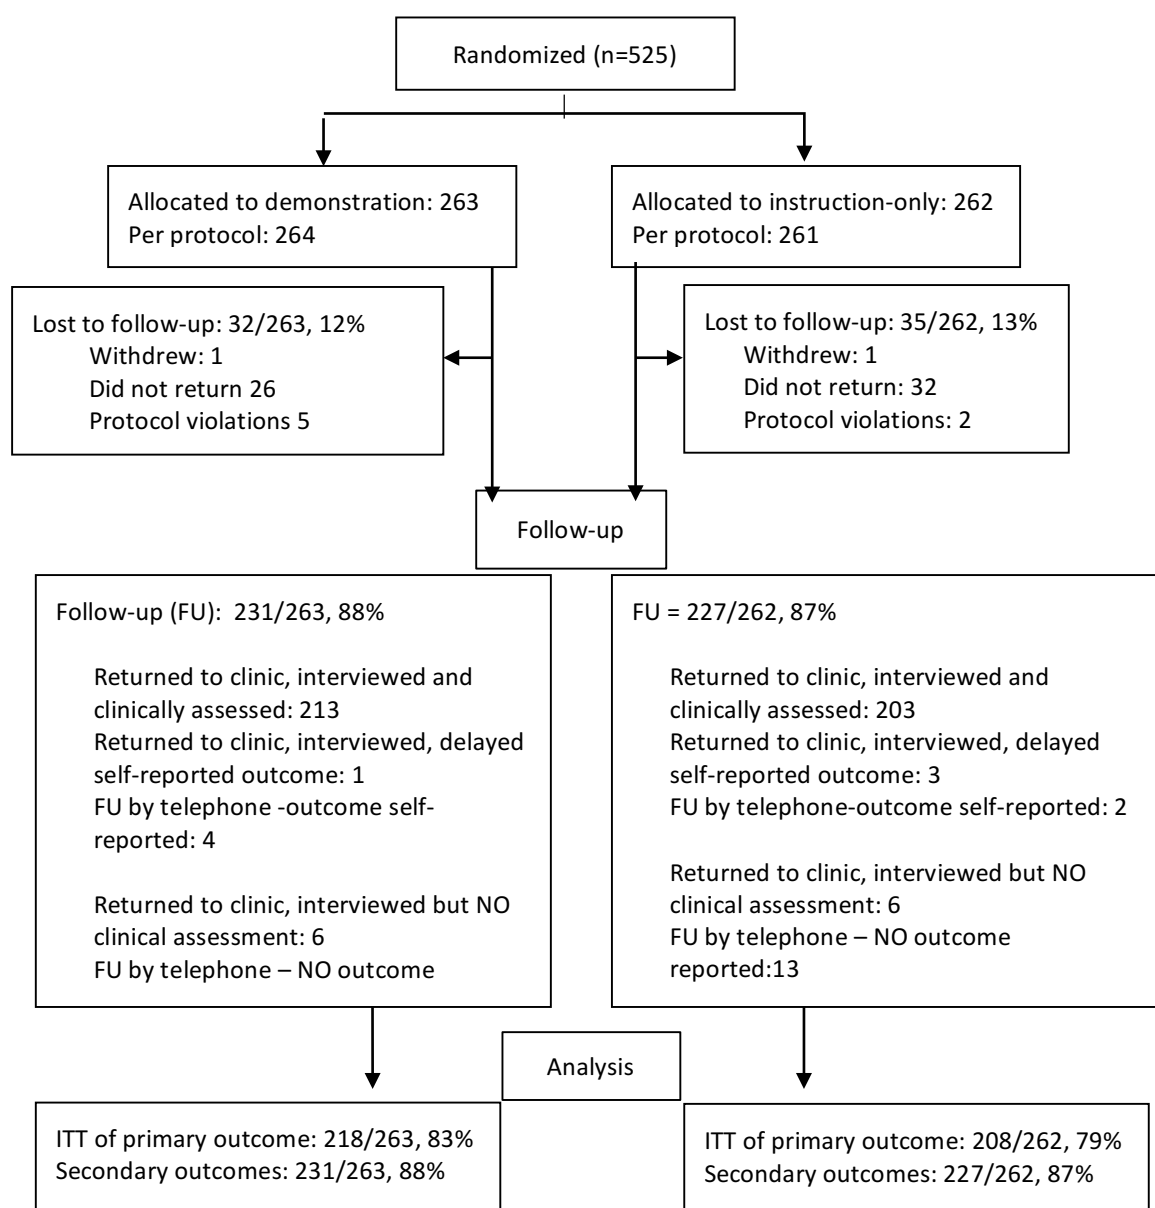 Randomized (n=525)
Allocated to demonstration: 263
Per protocol: 264
Allocated to instruction-only: 262
Per protocol: 261
Lost to follow-up: 32/263, 12%
Withdrew: 1
Did not return 26
Protocol violations 5
Lost to follow-up: 35/262, 13%
Withdrew: 1
Did not return: 32
Protocol violations: 2
Follow-up
Follow-up (FU):  231/263, 88%
Returned to clinic, interviewed and
clinically assessed: 213
Returned to clinic, interviewed, delayed
self-reported outcome: 1
FU by telephone -outcome self-
reported: 4
Returned to clinic, interviewed but NO
clinical assessment: 6
FU by telephone – NO outcome
FU = 227/262, 87%
Returned to clinic, interviewed and
clinically assessed: 203
Returned to clinic, interviewed, delayed
self-reported outcome: 3
FU by telephone-outcome self-reported: 2
Returned to clinic, interviewed but NO
clinical assessment: 6
FU by telephone – NO outcome
reported:13
Analysis
ITT of primary outcome: 218/263, 83%
Secondary outcomes: 231/263, 88%
ITT of primary outcome: 208/262, 79%
Secondary outcomes: 227/262, 87%